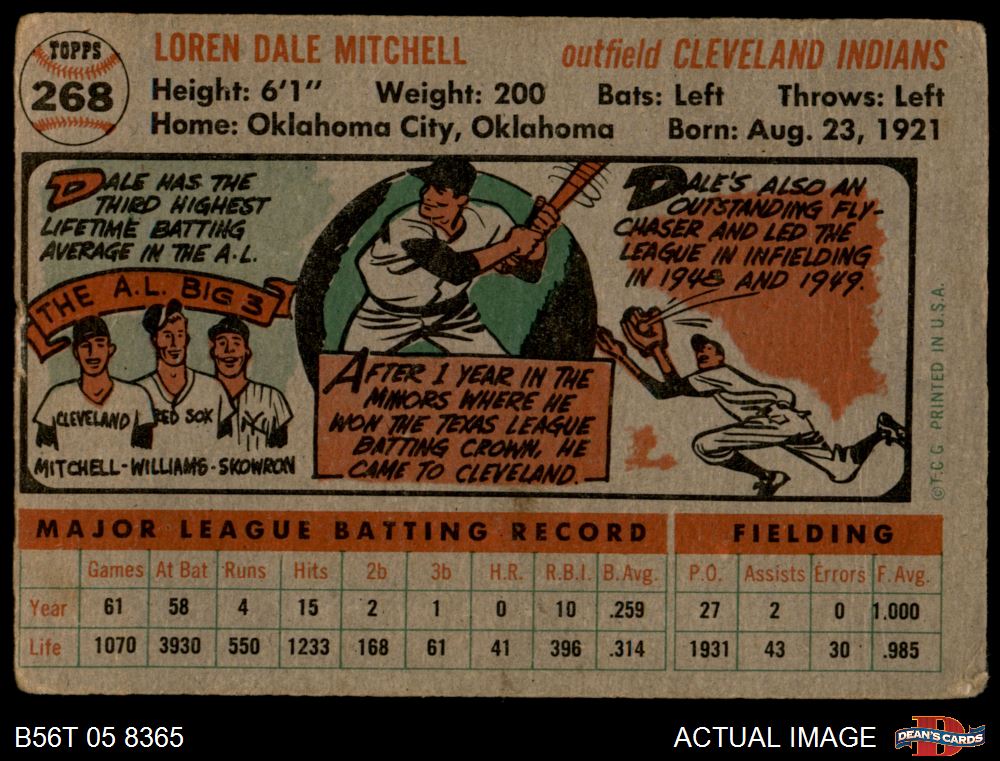 TOPPS
268
LOREN DALE MITCHELL outfield CLEVELAND INDIANS
Height: 6'1" Weight: 200 Bats: Left Throws: Left
Home: Oklahoma City, Oklahoma Born: Aug. 23, 1921
DALE HAS THE
THIRD HIGHEST
LIFETIME BATTING
AVERAGE IN THE A.L.
THE A.L. BIG 3
CLEVELAND RED SOX NY
MITCHELL-WILLIAMS-SKOWRON
AFTER 1 YEAR IN THE
MINORS WHERE HE
WON THE TEXAS LEAGUE
BATTING CROWN, HE
CAME TO CLEVELAND.
DALE'S ALSO AN
OUTSTANDING FLY-
CHASER AND LED THE
LEAGUE IN INFIELDING
IN 1948 AND 1949.
©T.C.G PRINTED IN U.S.A.
MAJOR LEAGUE BATTING RECORD FIELDING
Games At Bat Runs Hits 2b 3b H.R. R.B.I. B.Avg. P.O. Assists Errors F.Avg.
Year 61 58 4 15 2 1 0 10 .259 27 2 0 1.000
Life 1070 3930 550 1233 168 61 41 396 .314 1931 43 30 .985
B56T 05 8365 ACTUAL IMAGE DEAN'S CARDS